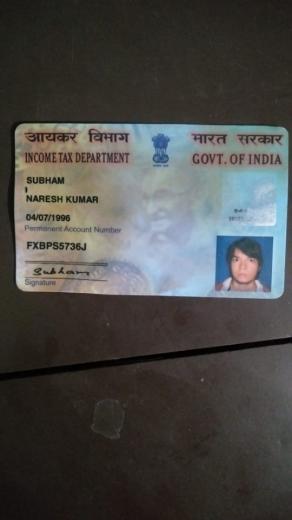 आयकर विभाग
INCOME TAX DEPARTMENT
भारत सरकार
GOVT. OF INDIA
SUBHAM
NARESH KUMAR
04/07/1996
Permanent Account Number
FXBPS5736J
Subham
Signature